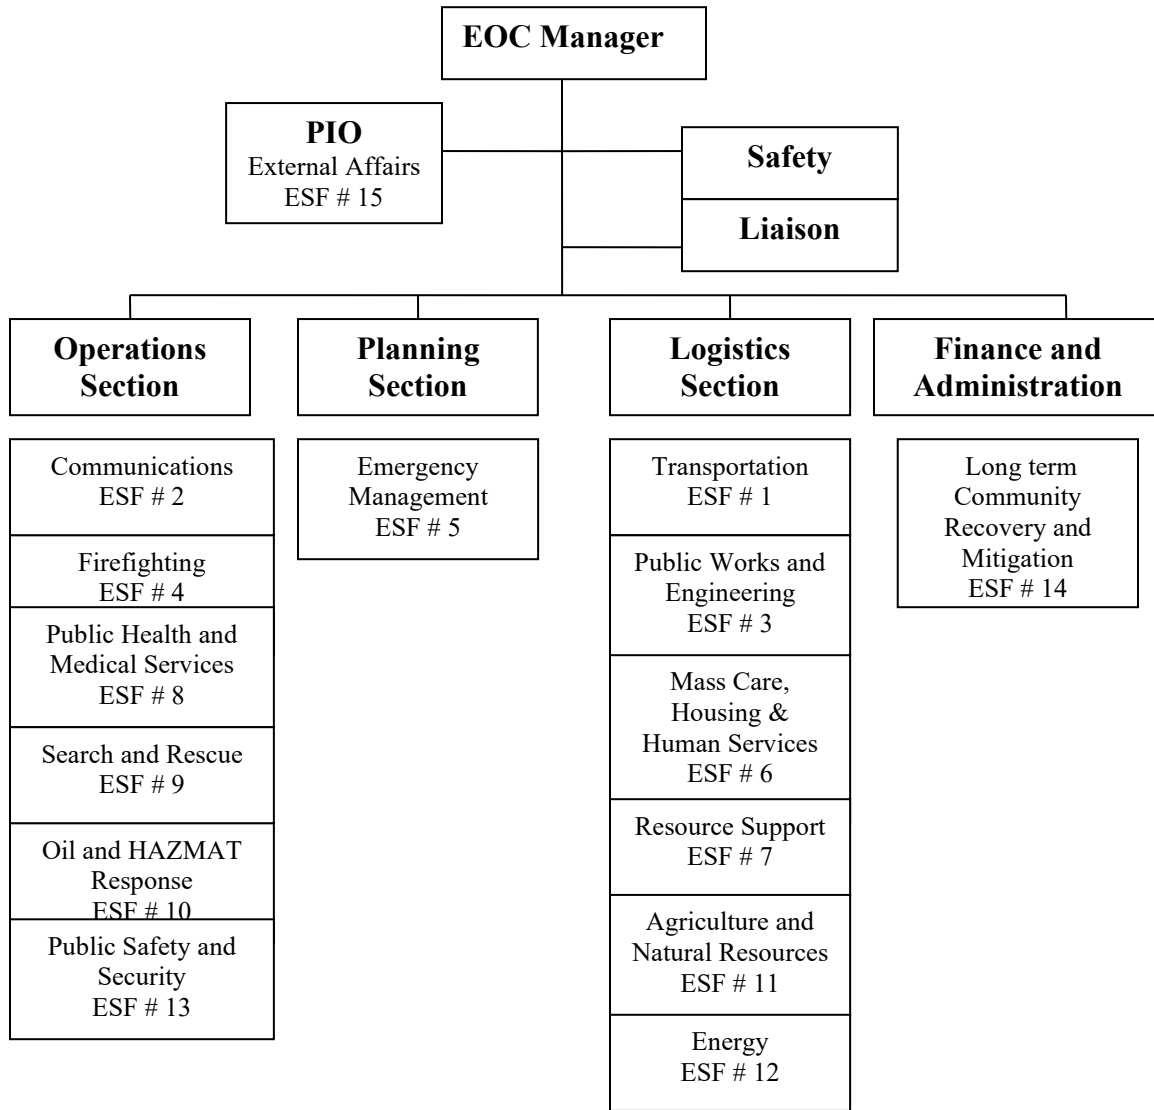 EOC Manager
PIO
External Affairs
ESF # 15
Safety
Liaison
Operations
Section
Planning
Section
Logistics
Section
Finance and
Administration
Communications
ESF # 2
Firefighting
ESF # 4
Public Health and
Medical Services
ESF # 8
Search and Rescue
ESF # 9
Oil and HAZMAT
Response
ESF # 10
Public Safety and
Security
ESF # 13
Emergency
Management
ESF # 5
Transportation
ESF # 1
Public Works and
Engineering
ESF # 3
Mass Care,
Housing &
Human Services
ESF # 6
Resource Support
ESF # 7
Agriculture and
Natural Resources
ESF # 11
Energy
ESF # 12
Long term
Community
Recovery and
Mitigation
ESF # 14